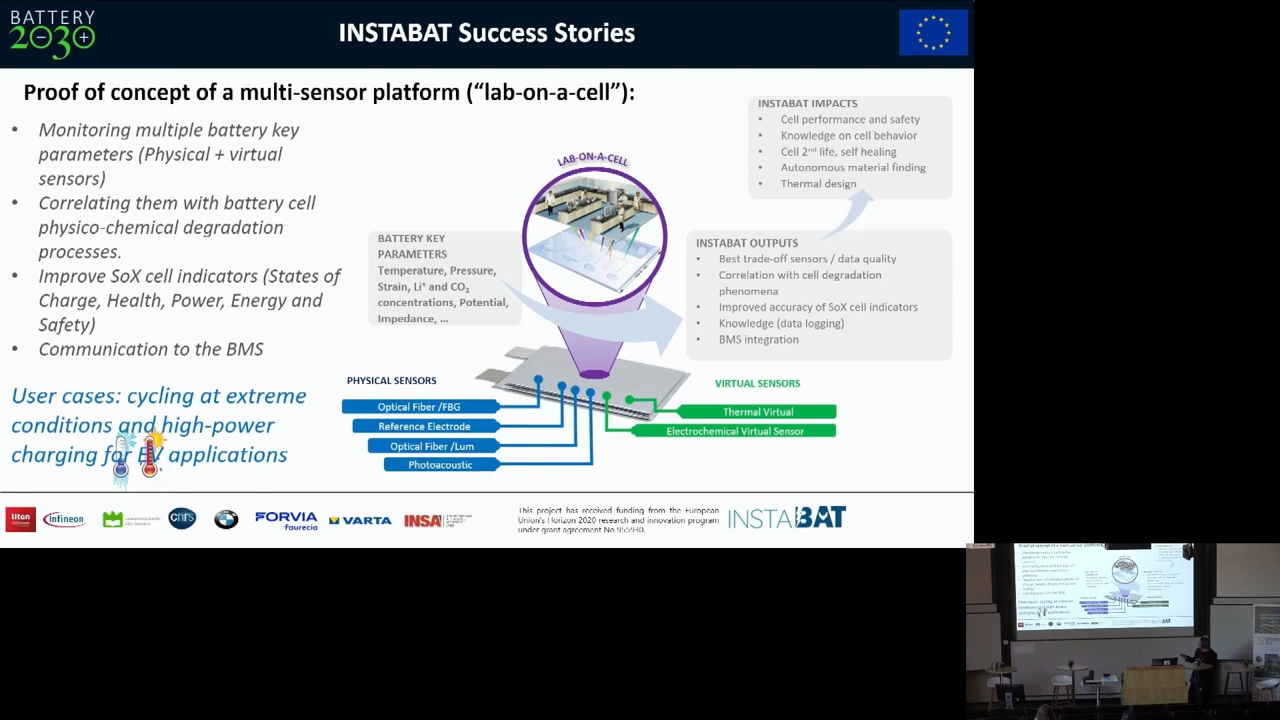 BATTERY
2030
INSTABAT Success Stories
Proof of concept of a multi-sensor platform (“lab-on-a-cell”):
• Monitoring multiple battery key
parameters (Physical + virtual
sensors)
• Correlating them with battery cell
physico-chemical degradation
processes.
• Improve SoX cell indicators (States of
Charge, Health, Power, Energy and
Safety)
• Communication to the BMS
User cases: cycling at extreme
conditions and high-power
charging for EV applications
LAB-ON-A-CELL
BATTERY KEY
PARAMETERS
Temperature, Pressure,
Strain, Li⁺ and CO₂
concentrations, Potential,
Impedance, ...
INSTABAT IMPACTS
• Cell performance and safety
• Knowledge on cell behavior
• Cell 2ⁿᵈ life, self healing
• Autonomous material finding
• Thermal design
INSTABAT OUTPUTS
• Best trade-off sensors / data quality
• Correlation with cell degradation
phenomena
• Improved accuracy of SoX cell indicators
• Knowledge (data logging)
• BMS integration
PHYSICAL SENSORS
Optical Fiber /FBG
Reference Electrode
Optical Fiber /Lum
Photoacoustic
VIRTUAL SENSORS
Thermal Virtual
Electrochemical Virtual Sensor
liten
infineon
cnrs
BMW
FORVIA
faurecia
VARTA
INSA
This project has received funding from the European
Union's Horizon 2020 research and innovation program
under grant agreement No 955930.
INSTABAT